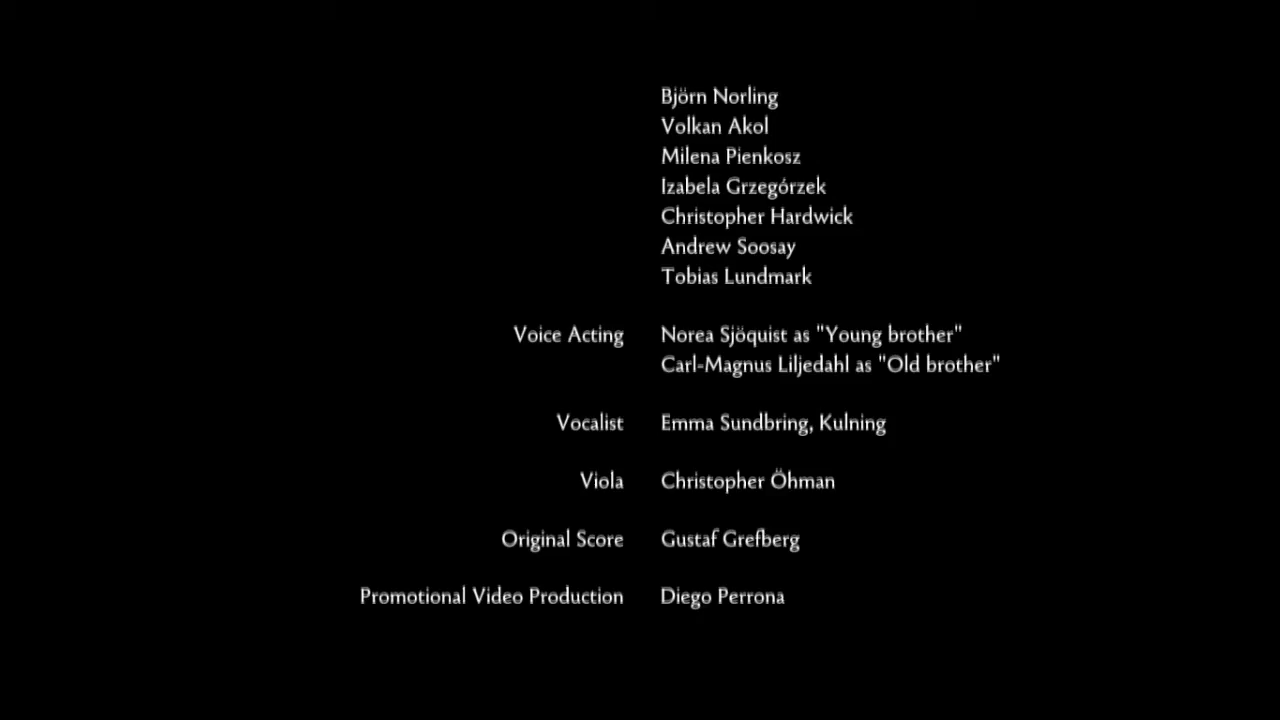 Björn Norling
Volkan Akol
Milena Pienkosz
Izabela Grzegórzek
Christopher Hardwick
Andrew Soosay
Tobias Lundmark
Voice Acting Norea Sjöquist as "Young brother"
Carl-Magnus Liljedahl as "Old brother"
Vocalist Emma Sundbring, Kulning
Viola Christopher Öhman
Original Score Gustaf Grefberg
Promotional Video Production Diego Perrona